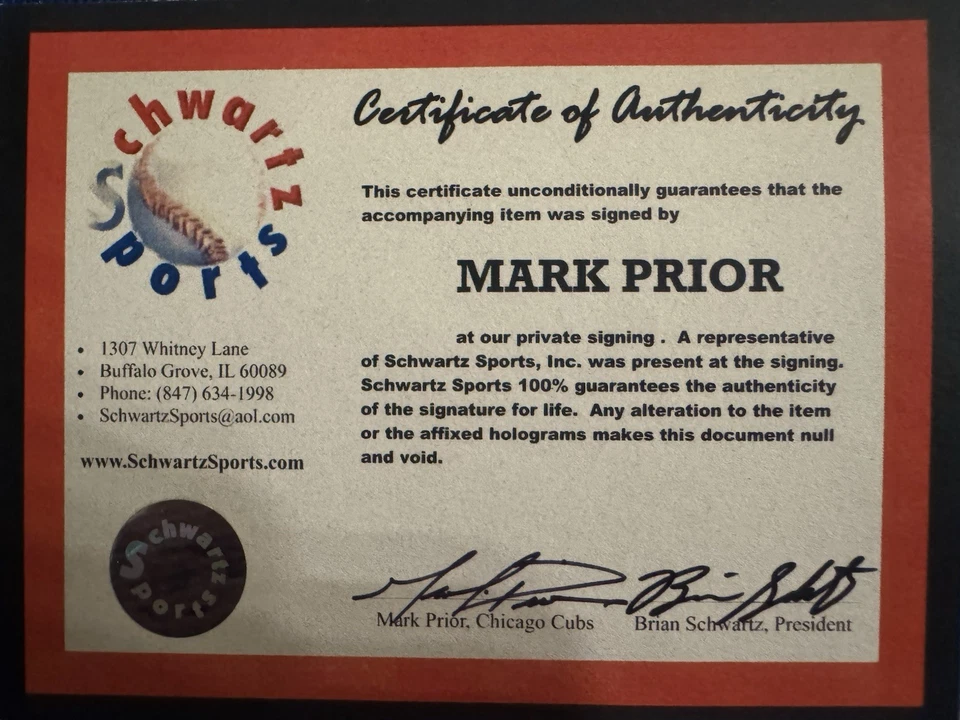 Schwartz
Sports
Certificate of Authenticity
This certificate unconditionally guarantees that the
accompanying item was signed by
MARK PRIOR
at our private signing . A representative
of Schwartz Sports, Inc. was present at the signing.
Schwartz Sports 100% guarantees the authenticity
of the signature for life. Any alteration to the item
or the affixed holograms makes this document null
and void.
• 1307 Whitney Lane
• Buffalo Grove, IL 60089
• Phone: (847) 634-1998
• SchwartzSports@aol.com
www.SchwartzSports.com
Schwartz
Sports
Mark Prior, Chicago Cubs
Brian Schwartz, President